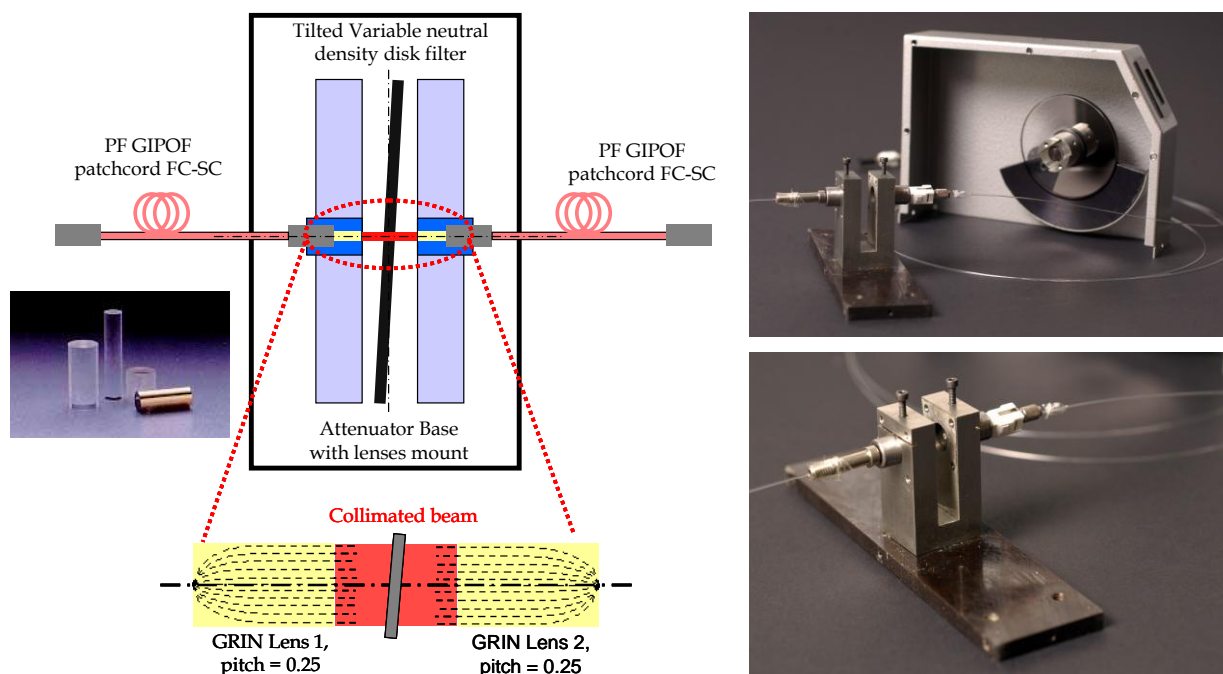 Tilted Variable neutral
density disk filter
PF GIPOF
patchcord FC-SC
PF GIPOF
patchcord FC-SC
Attenuator Base
with lenses mount
Collimated beam
GRIN Lens 1,
pitch = 0.25
GRIN Lens 2,
pitch = 0.25